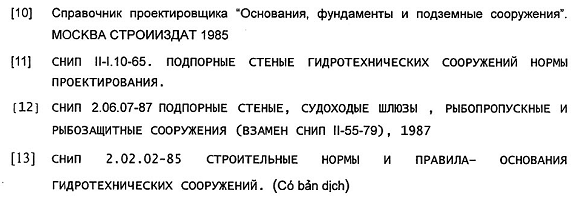 [10] Справочник проектировщика "Основания, фундаменты и подземные сооружения".
МОСКВА СТРОИИЗДАТ 1985
[11] СНИП II-I.10-65. ПОДПОРНЫЕ СТЕНЫЕ ГИДРОТЕХНИЧЕСКИХ СООРУЖЕНИЙ НОРМЫ
ПРОЕКТИРОВАНИЯ.
[12] СНИП 2.06.07-87 ПОДПОРНЫЕ СТЕНЫЕ, СУДОХОДЫЕ ШЛЮЗЫ , РЫБОПРОПУСКНЫЕ И
РЫБОЗАЩИТНЫЕ СООРУЖЕНИЯ (ВЗАМЕН СНИП II-55-79), 1987
[13] СНиП 2.02.02-85 СТРОИТЕЛЬНЫЕ НОРМЫ И ПРАВИЛА– ОСНОВАНИЯ
ГИДРОТЕХНИЧЕСКИХ СООРУЖЕНИЙ. (Có bản dịch)